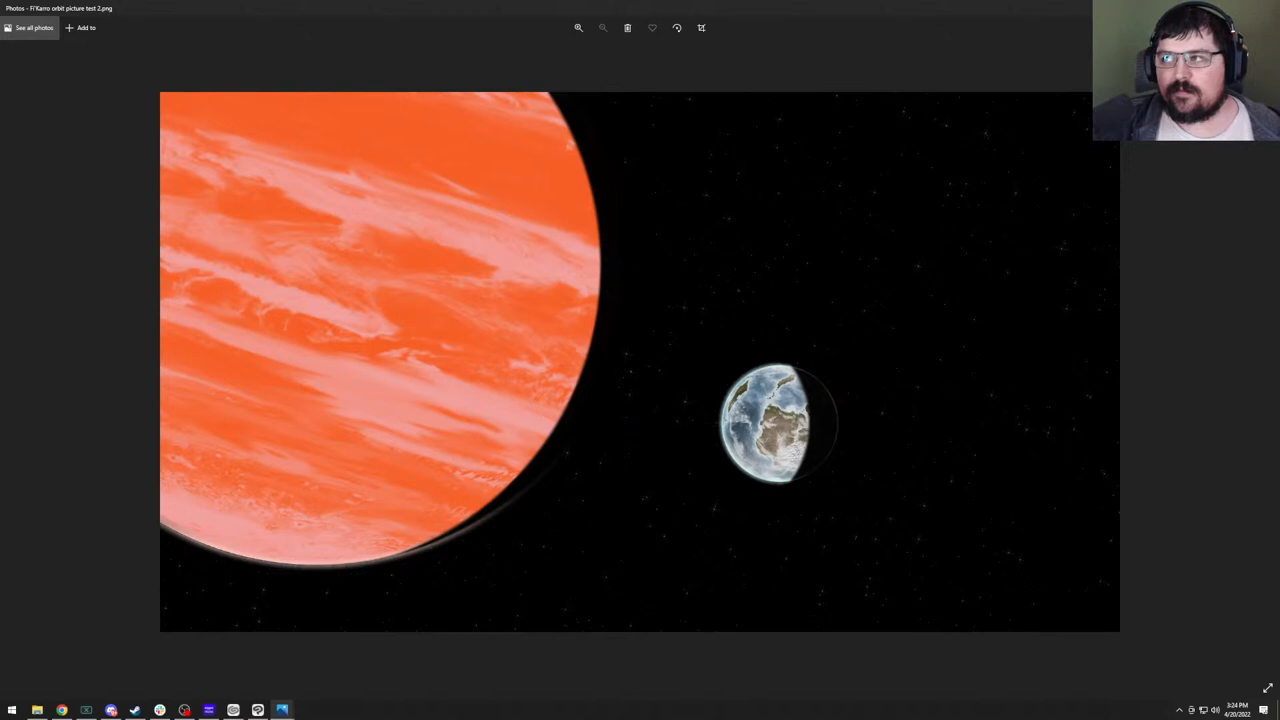 Photos - Fi'Karro orbit picture test 2.png
See all photos
Add to
3:24 PM
4/20/2022